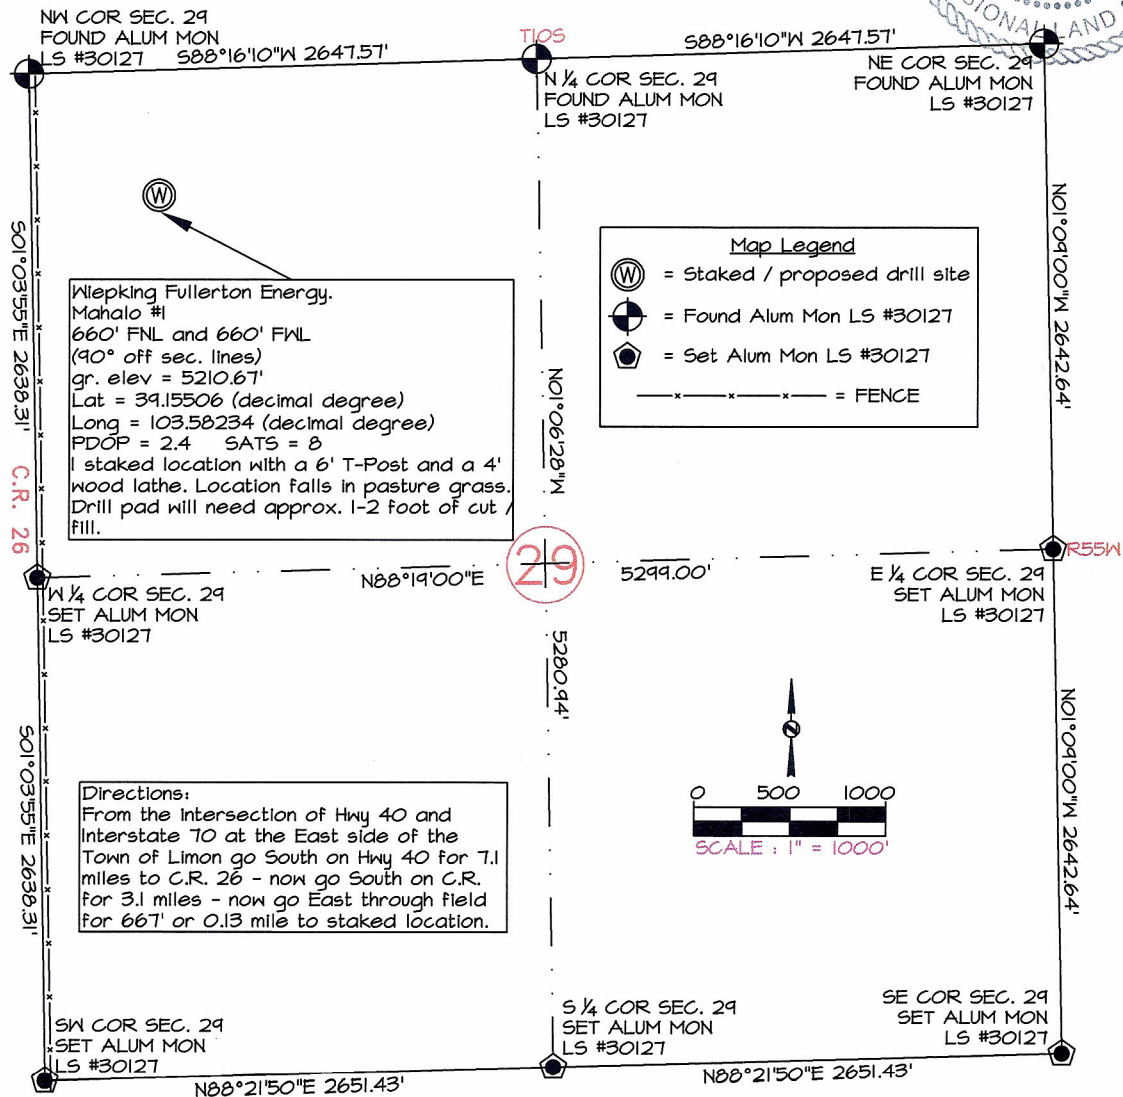 NW COR SEC. 29
FOUND ALUM MON
LS #30127
S88°16'10"W 2647.57'
T10S
S88°16'10"W 2647.57'
LAND
N 1/4 COR SEC. 29
FOUND ALUM MON
LS #30127
NE COR SEC. 29
FOUND ALUM MON
LS #30127
W
S01°03'55"E 2638.31'
C.R. 26
Wiepking Fullerton Energy.
Mahalo #1
660' FNL and 660' FWL
(90° off sec. lines)
gr. elev = 5210.67'
Lat = 39.15506 (decimal degree)
Long = 103.58234 (decimal degree)
PDOP = 2.4 SATS = 8
I staked location with a 6' T-Post and a 4'
wood lathe. Location falls in pasture grass.
Drill pad will need approx. 1-2 foot of cut /
fill.
Map Legend
W = Staked / proposed drill site
= Found Alum Mon LS #30127
= Set Alum Mon LS #30127
= FENCE
N01°06'28"W
N01°09'00"W 2642.64'
W 1/4 COR SEC. 29
SET ALUM MON
LS #30127
N88°19'00"E
29
5299.00'
R55W
E 1/4 COR SEC. 29
SET ALUM MON
LS #30127
5280.94'
S01°03'55"E 2638.31'
N01°09'00"W 2642.64'
N
0 500 1000
SCALE : 1" = 1000'
Directions:
From the intersection of Hwy 40 and
Interstate 70 at the East side of the
Town of Limon go South on Hwy 40 for 7.1
miles to C.R. 26 - now go South on C.R.
for 3.1 miles - now go East through field
for 667' or 0.13 mile to staked location.
SW COR SEC. 29
SET ALUM MON
LS #30127
N88°21'50"E 2651.43'
S 1/4 COR SEC. 29
SET ALUM MON
LS #30127
N88°21'50"E 2651.43'
SE COR SEC. 29
SET ALUM MON
LS #30127